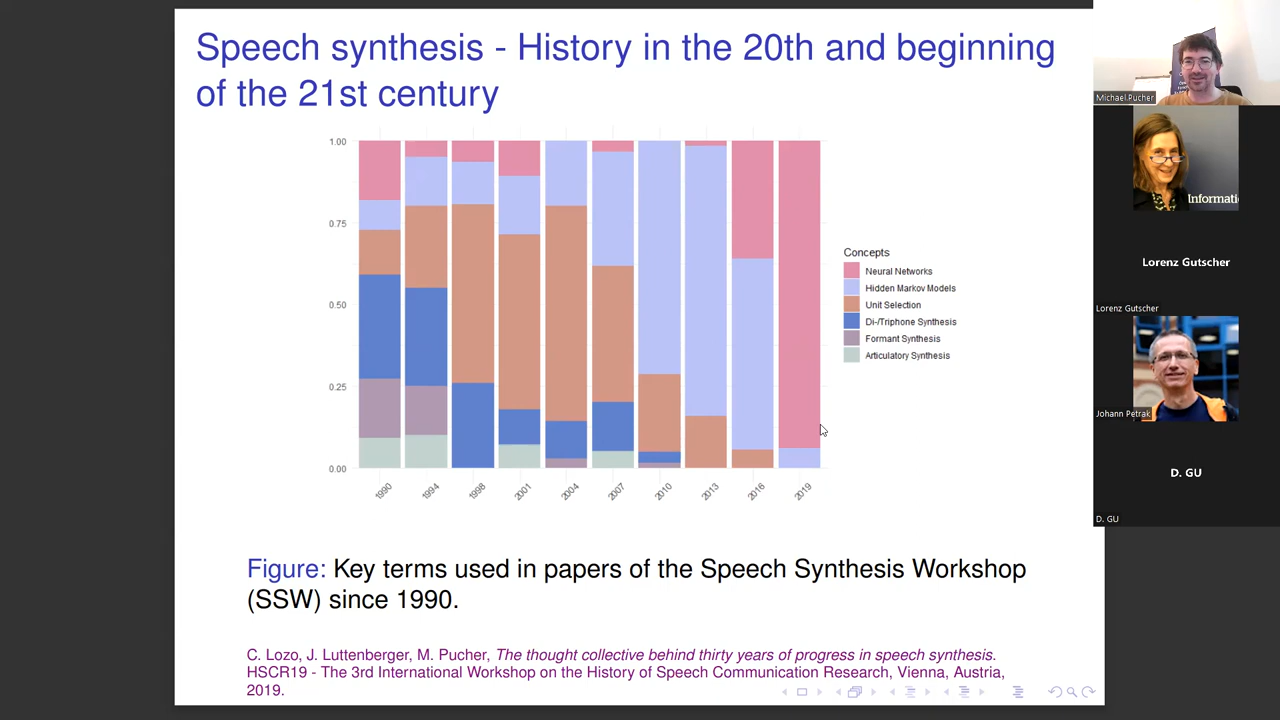 Speech synthesis - History in the 20th and beginning
of the 21st century
1.00
0.75
0.50
0.25
0.00
1990
1994
1998
2001
2004
2007
2010
2013
2016
2019
Concepts
Neural Networks
Hidden Markov Models
Unit Selection
Di-/Triphone Synthesis
Formant Synthesis
Articulatory Synthesis
Figure: Key terms used in papers of the Speech Synthesis Workshop
(SSW) since 1990.
C. Lozo, J. Luttenberger, M. Pucher, The thought collective behind thirty years of progress in speech synthesis.
HSCR19 - The 3rd International Workshop on the History of Speech Communication Research, Vienna, Austria,
2019.
Michael Pucher
Informati
Lorenz Gutscher
Lorenz Gutscher
Johann Petrak
D. GU
D. GU